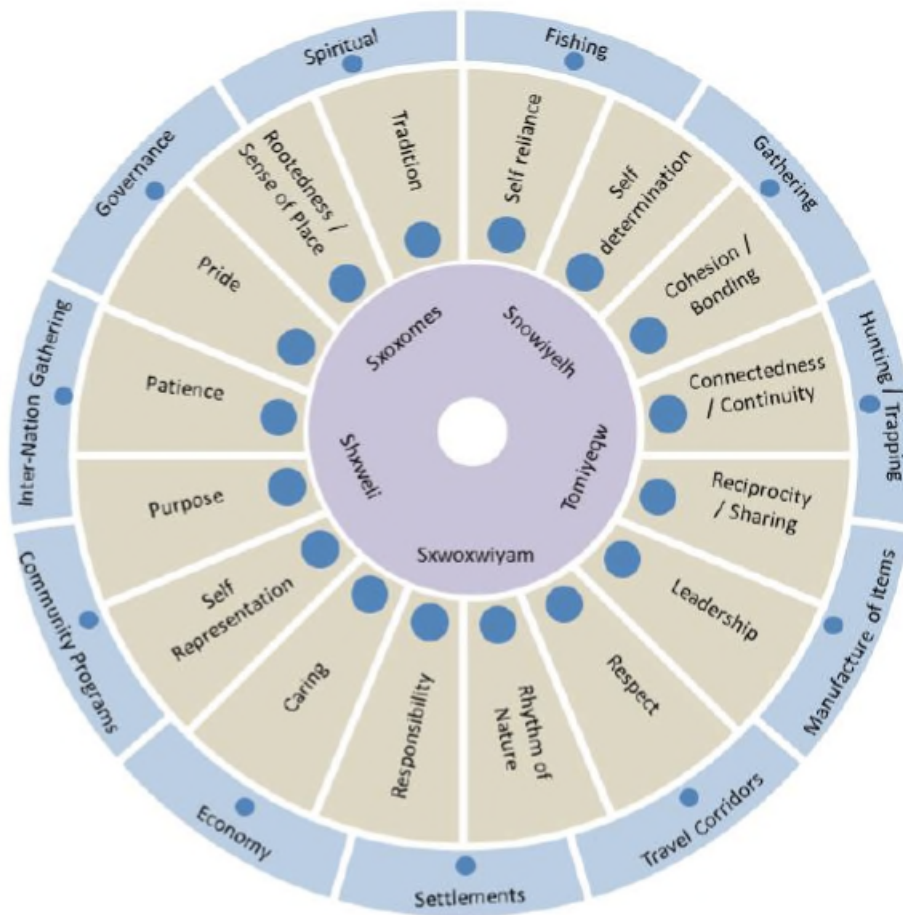 Fishing
Gathering
Hunting / Trapping
Manufacture of items
Travel Corridors
Settlements
Economy
Community Programs
Inter-Nation Gathering
Governance
Spiritual
Self reliance
Self
determination
Cohesion /
Bonding
Connectedness
/ Continuity
Reciprocity
/ Sharing
Leadership
Respect
Rhythm of
Nature
Responsibility
Caring
Self
Representation
Purpose
Patience
Pride
Rootedness /
Sense of Place
Tradition
Snowiyelh
Tomiyeqw
Sxwoxwiyam
Shxweli
Sxoxomes